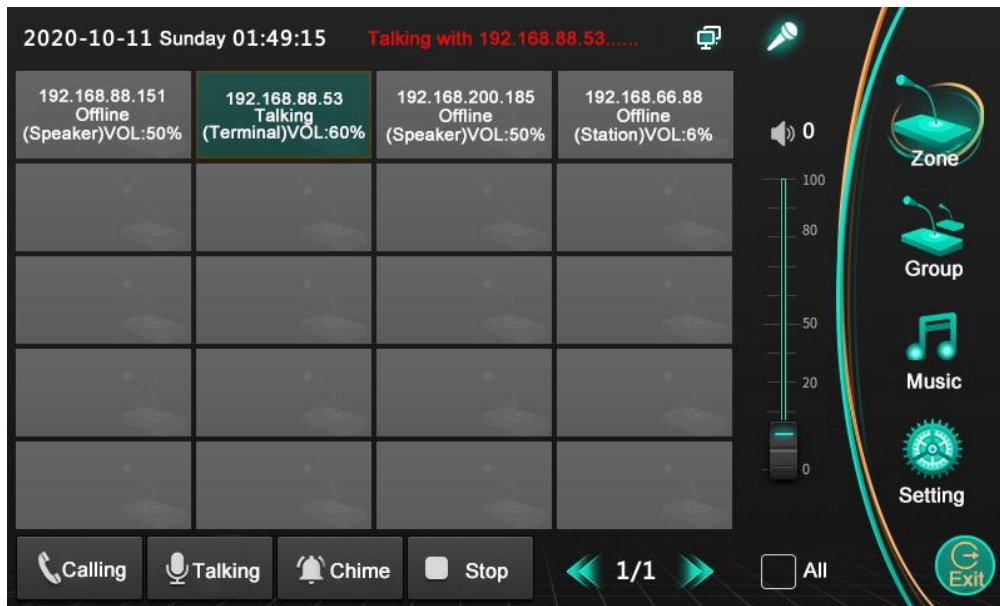 2020-10-11 Sunday 01:49:15 Talking with 192.168.88.53......
192.168.88.151
Offline
(Speaker)VOL:50%
192.168.88.53
Talking
(Terminal)VOL:60%
192.168.200.185
Offline
(Speaker)VOL:50%
192.168.66.88
Offline
(Station)VOL:6%
0
100
80
50
20
0
Zone
Group
Music
Setting
Calling
Talking
Chime
Stop
1/1
All
Exit